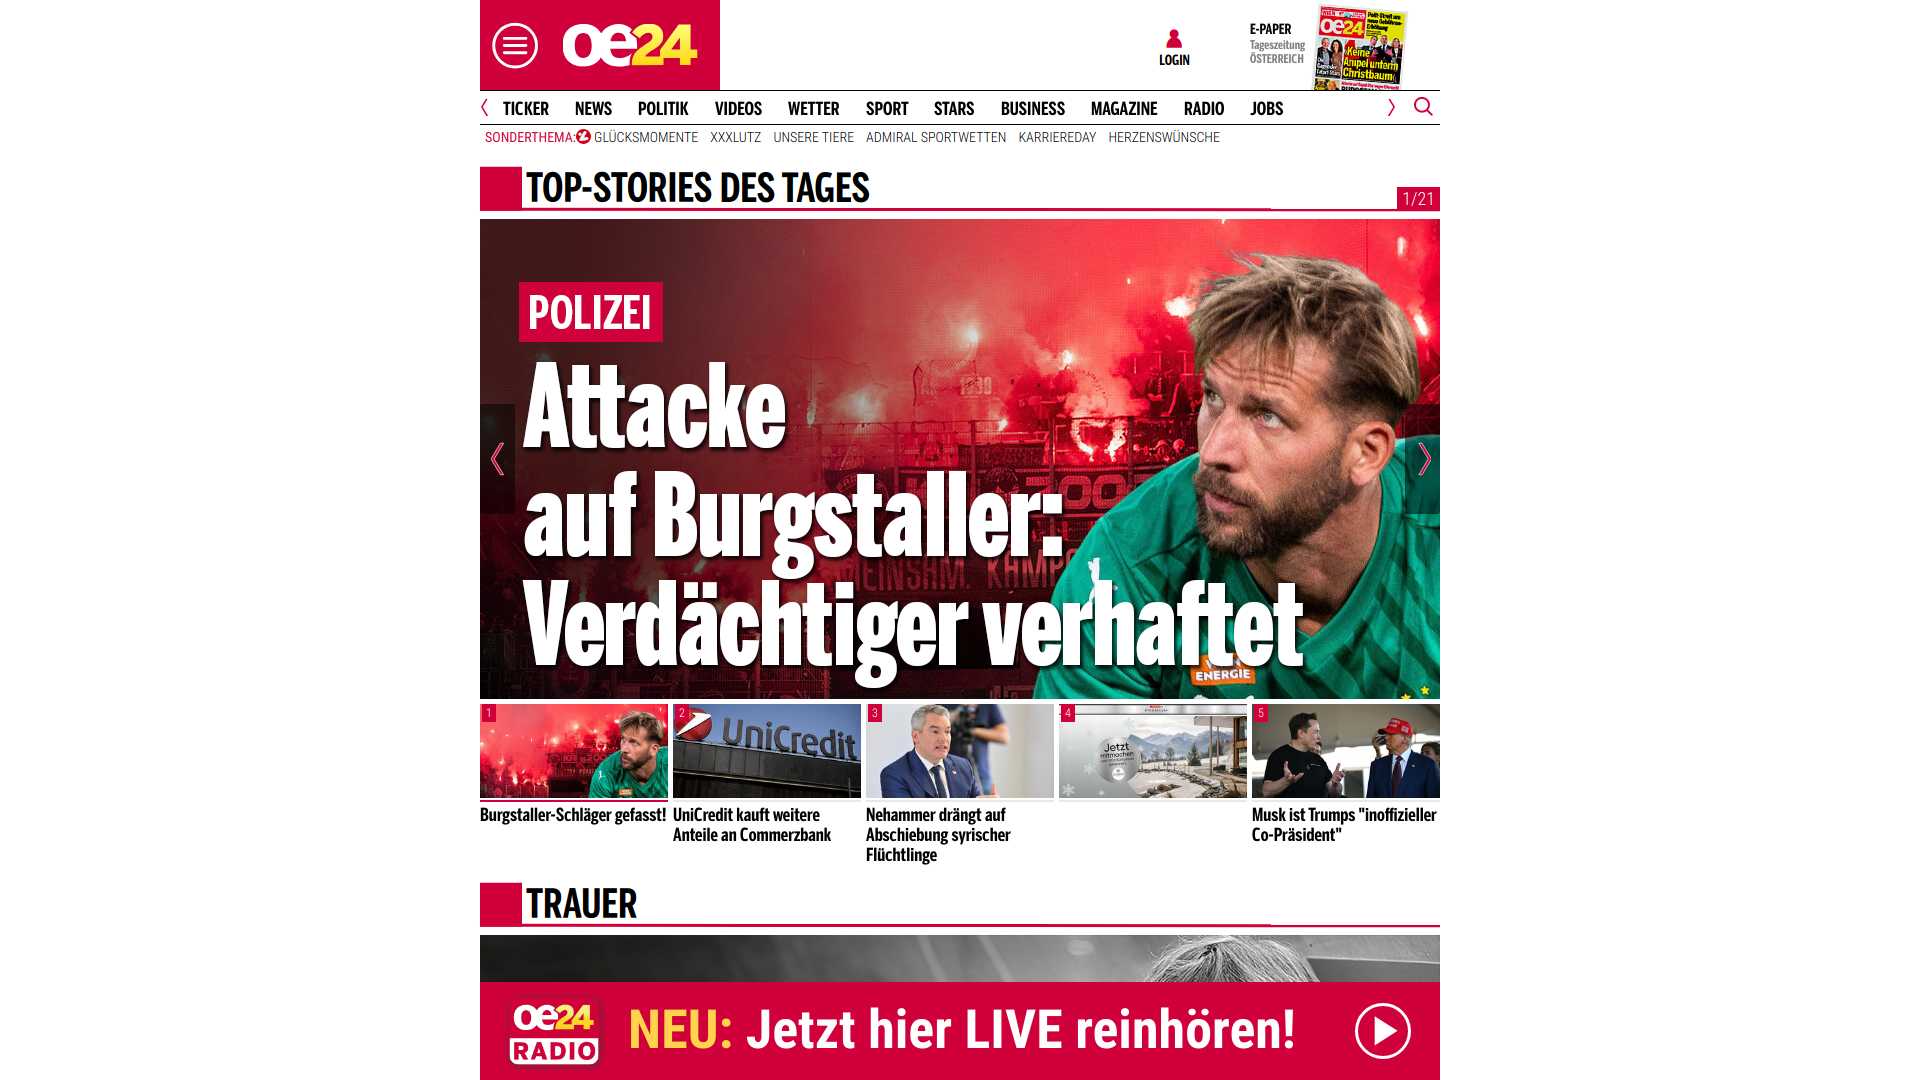 oe24
LOGIN
E-PAPER
Tageszeitung
ÖSTERREICH
oe24
Keine
Ampel unterm
Christbaum
TICKER NEWS POLITIK VIDEOS WETTER SPORT STARS BUSINESS MAGAZINE RADIO JOBS
SONDERTHEMA: GLÜCKSMOMENTE XXXLUTZ UNSERE TIERE ADMIRAL SPORTWETTEN KARRIEREDAY HERZENSWÜNSCHE
TOP-STORIES DES TAGES
1/21
POLIZEI
Attacke
auf Burgstaller:
Verdächtiger verhaftet
ENERGIE
1
2
UniCredit
3
4
Jetzt
mitmachen
5
Burgstaller-Schläger gefasst!
UniCredit kauft weitere
Anteile an Commerzbank
Nehammer drängt auf
Abschiebung syrischer
Flüchtlinge
Musk ist Trumps "inoffizieller
Co-Präsident"
TRAUER
oe24
RADIO
NEU: Jetzt hier LIVE reinhören!